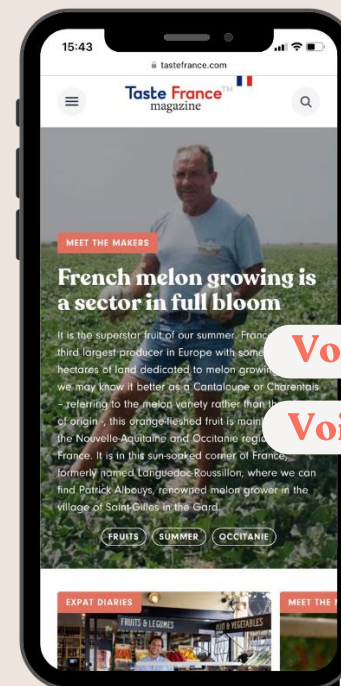 15:43
tastefrance.com
Taste France™
magazine
MEET THE MAKERS
French melon growing is
a sector in full bloom
It is the superstar fruit of our summer. Franc
third largest producer in Europe with some
hectares of land dedicated to melon growin
we may know it better as a Cantaloupe or Charentais
– referring to the melon variety rather than th
of origin -, this orange-fleshed fruit is main
the Nouvelle-Aquitaine and Occitanie regio
France. It is in this sun-soaked corner of France,
formerly named Languedoc-Roussillon, where we can
find Patrick Albouys, renowned melon grower in the
village of Saint-Gilles in the Gard.
Vo
Voi
FRUITS SUMMER OCCITANIE
EXPAT DIARIES
MEET THE
FRUITS & LEGUMES
FRUIT & VEGETABLES